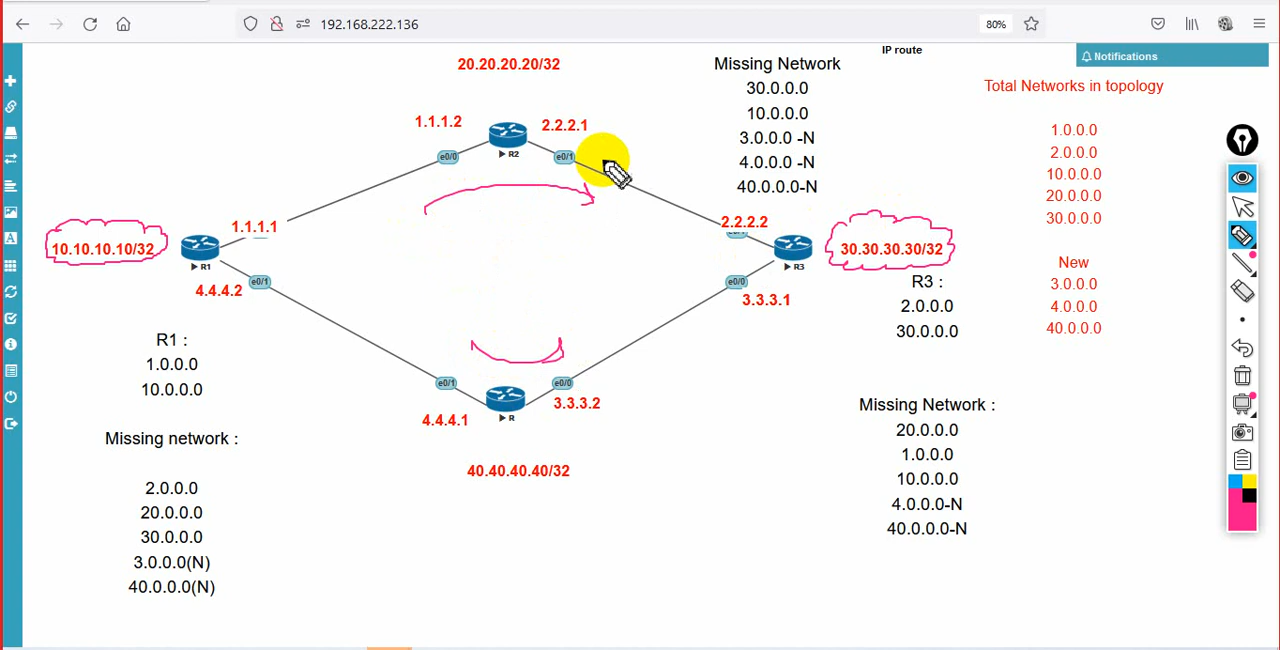 192.168.222.136
80%
IP route
Notifications
20.20.20.20/32
Missing Network
30.0.0.0
10.0.0.0
3.0.0.0 -N
4.0.0.0 -N
40.0.0.0-N
Total Networks in topology
1.0.0.0
2.0.0.0
10.0.0.0
20.0.0.0
30.0.0.0
New
3.0.0.0
4.0.0.0
40.0.0.0
1.1.1.2
2.2.2.1
e0/0
R2
e0/1
1.1.1.1
2.2.2.2
10.10.10.10/32
R1
30.30.30.30/32
R3
4.4.4.2
e0/1
e0/0
3.3.3.1
R3 :
2.0.0.0
30.0.0.0
R1 :
1.0.0.0
10.0.0.0
e0/1
e0/0
4.4.4.1
R
3.3.3.2
40.40.40.40/32
Missing network :
2.0.0.0
20.0.0.0
30.0.0.0
3.0.0.0(N)
40.0.0.0(N)
Missing Network :
20.0.0.0
1.0.0.0
10.0.0.0
4.0.0.0-N
40.0.0.0-N